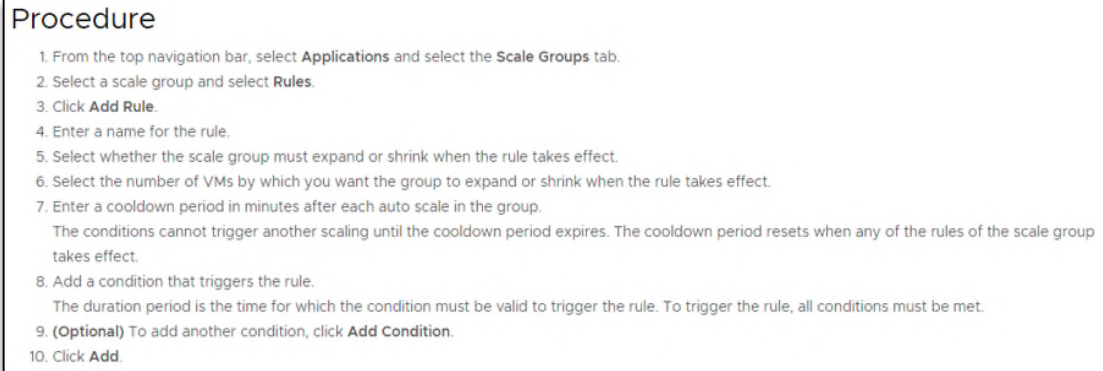 Procedure
1. From the top navigation bar, select Applications and select the Scale Groups tab.
2. Select a scale group and select Rules.
3. Click Add Rule.
4. Enter a name for the rule.
5. Select whether the scale group must expand or shrink when the rule takes effect.
6. Select the number of VMs by which you want the group to expand or shrink when the rule takes effect.
7. Enter a cooldown period in minutes after each auto scale in the group.
The conditions cannot trigger another scaling until the cooldown period expires. The cooldown period resets when any of the rules of the scale group
takes effect.
8. Add a condition that triggers the rule.
The duration period is the time for which the condition must be valid to trigger the rule. To trigger the rule, all conditions must be met.
9. (Optional) To add another condition, click Add Condition.
10. Click Add.